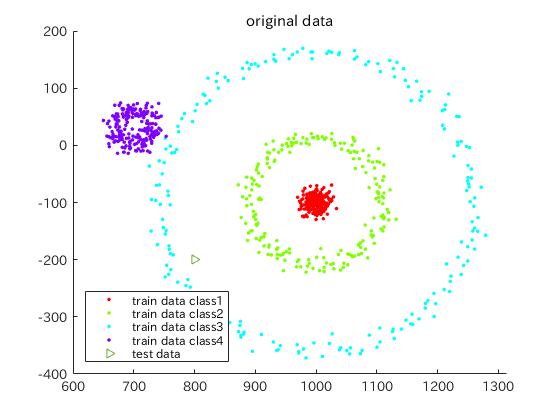 original data
200
100
0
-100
-200
-300
-400
train data class1
train data class2
train data class3
train data class4
test data
600 700 800 900 1000 1100 1200 1300